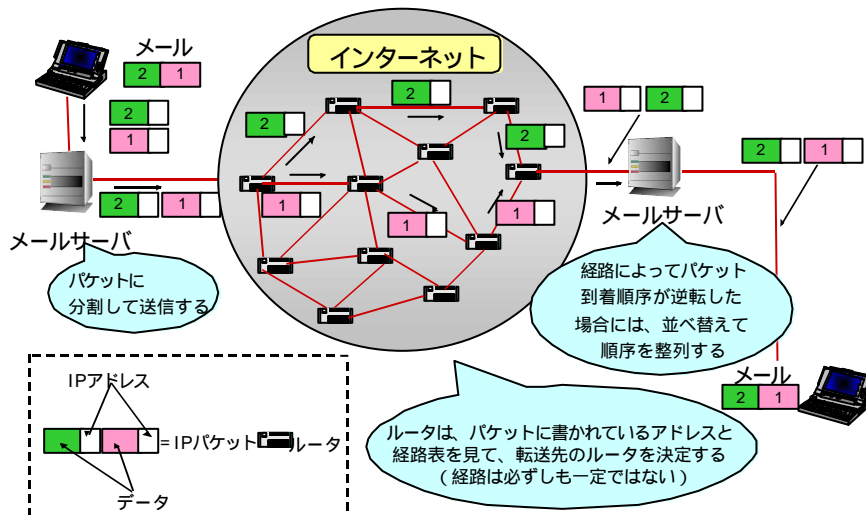 メール
2 1
2
1
2 1
メールサーバ
パケットに
分割して送信する
インターネット
2
2
2
1
1
1
1 2
メールサーバ
2 1
経路によってパケット
到着順序が逆転した
場合には、並べ替えて
順序を整列する
メール
2 1
ルータは、パケットに書かれているアドレスと
経路表を見て、転送先のルータを決定する
(経路は必ずしも一定ではない)
IPアドレス
=IPパケット ルータ
データ